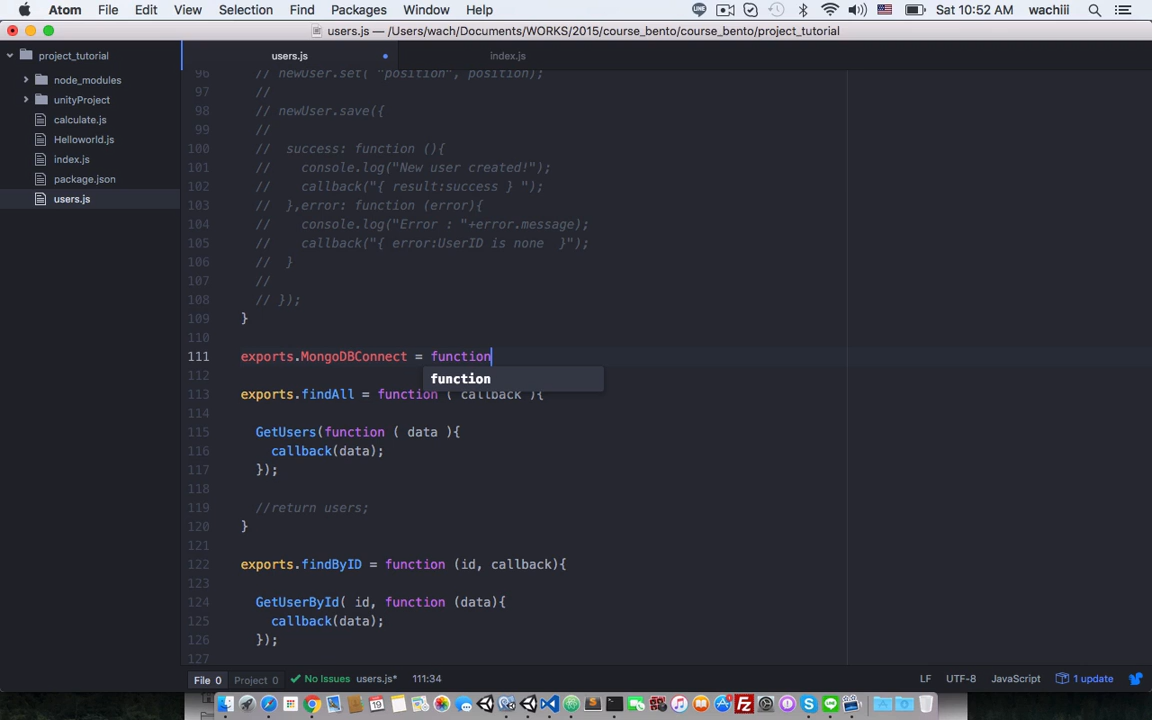 Atom File Edit View Selection Find Packages Window Help Sat 10:52 AM wachiii
users.js — /Users/wach/Documents/WORKS/2015/course_bento/course_bento/project_tutorial
project_tutorial
node_modules
unityProject
calculate.js
Helloworld.js
index.js
package.json
users.js
users.js index.js
96 // newUser.set( "position", position);
97 //
98 // newUser.save({
99 //
100 // success: function (){
101 // console.log("New user created!");
102 // callback("{ result:success } ");
103 // },error: function (error){
104 // console.log("Error : "+error.message);
105 // callback("{ error:UserID is none }");
106 // }
107 //
108 // });
109 }
110
111 exports.MongoDBConnect = function
function
112
113 exports.findAll = function ( callback ){
114
115 GetUsers(function ( data ){
116 callback(data);
117 });
118
119 //return users;
120 }
121
122 exports.findByID = function (id, callback){
123
124 GetUserById( id, function (data){
125 callback(data);
126 });
127
File 0 Project 0 No Issues users.js* 111:34 LF UTF-8 JavaScript 1 update